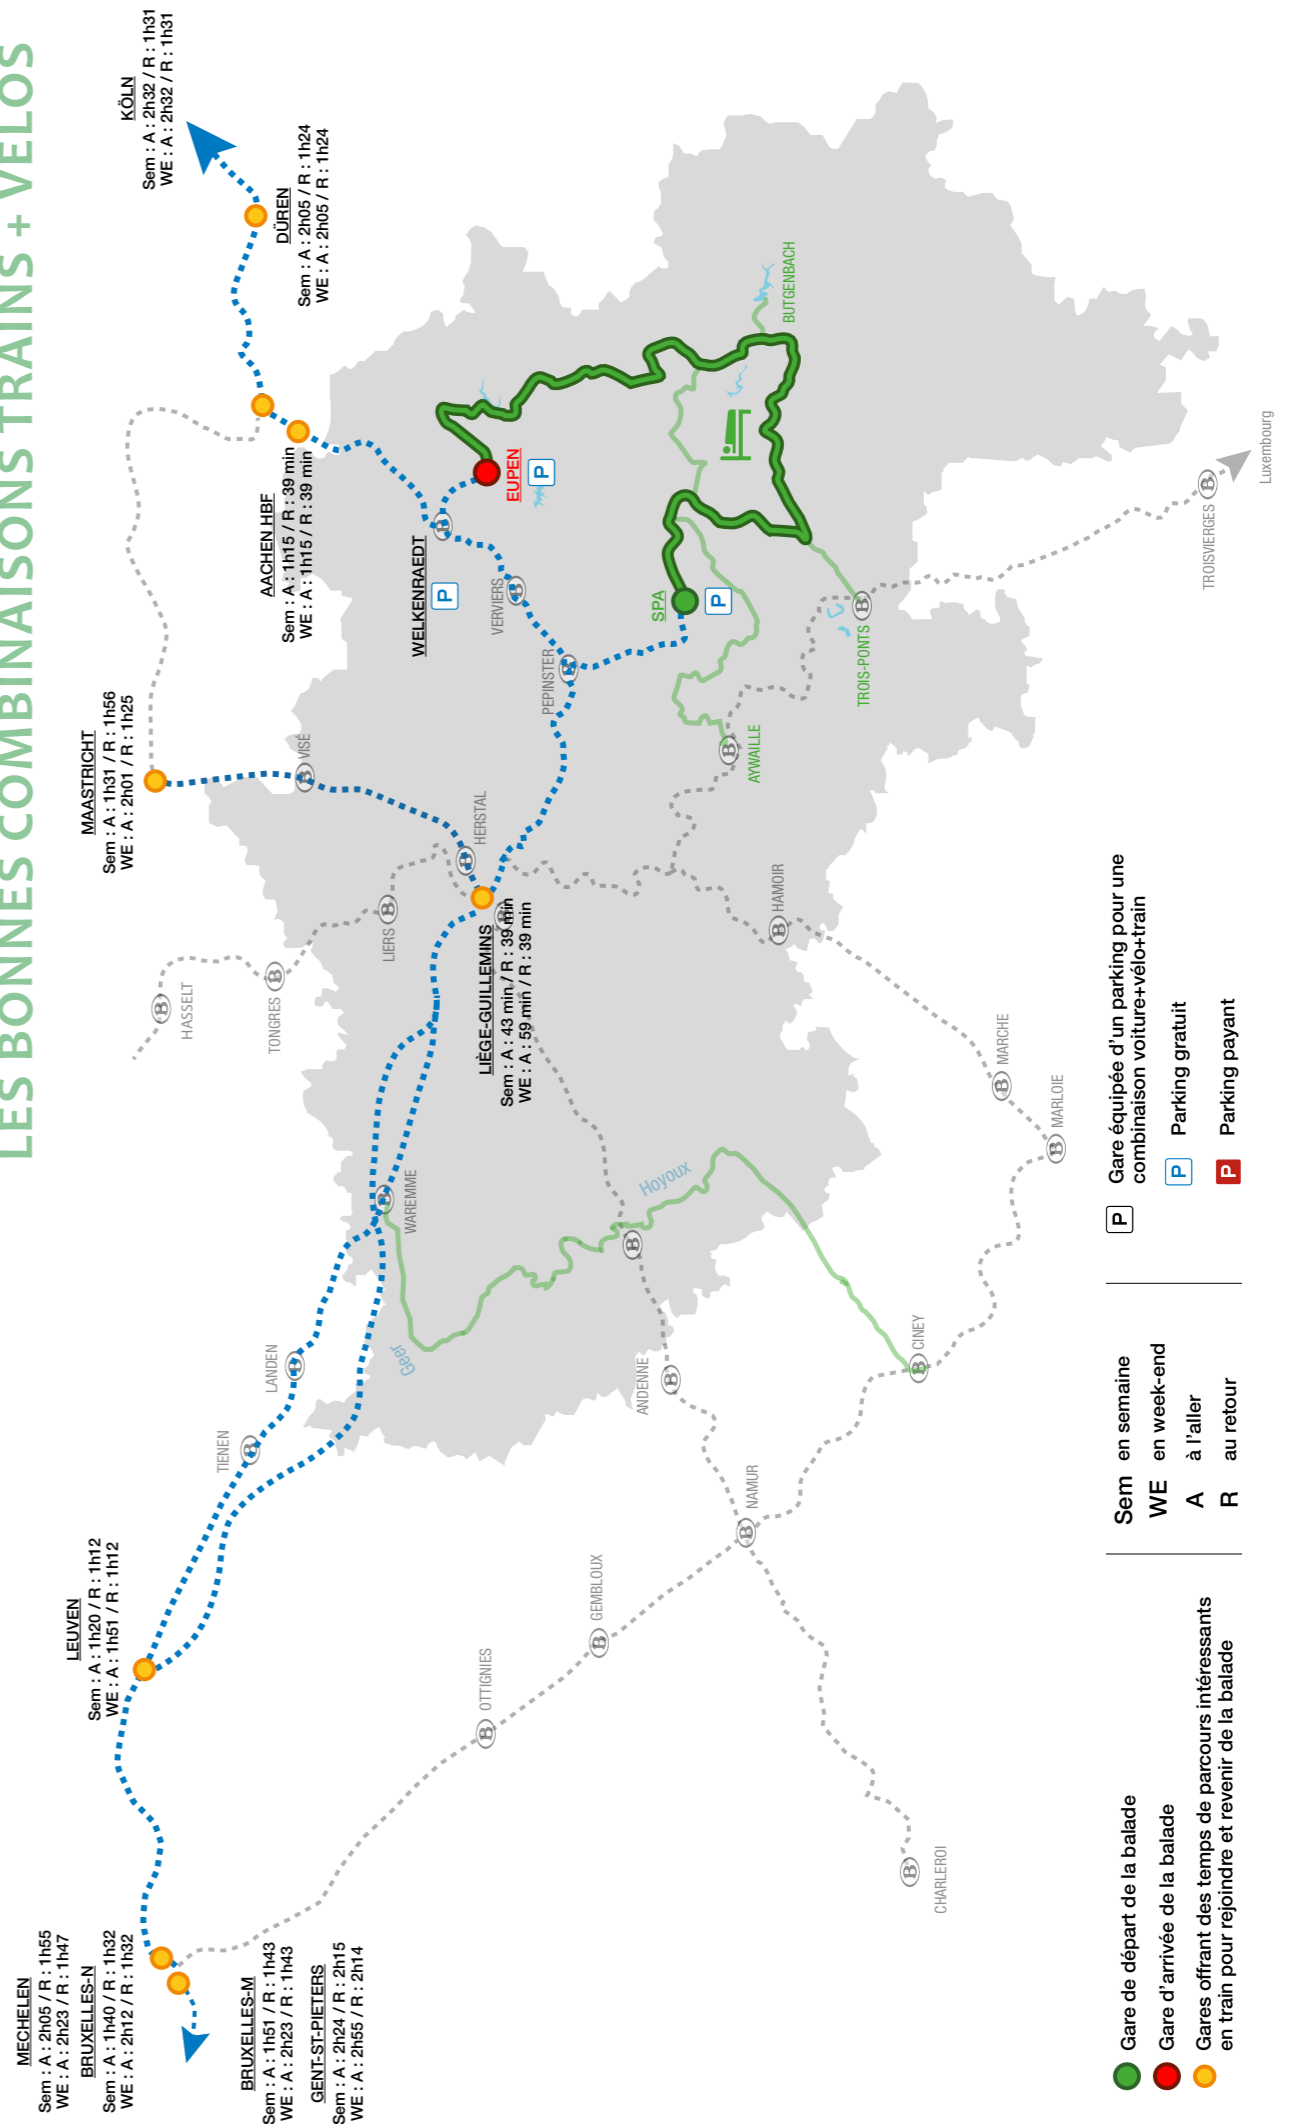 LES BONNES COMBINAISONS TRAINS + VELOS
MECHELEN
Sem : A : 2h05 / R : 1h55
WE : A : 2h23 / R : 1h47
BRUXELLES-N
Sem : A : 1h40 / R : 1h32
WE : A : 2h12 / R : 1h32
BRUXELLES-M
Sem : A : 1h51 / R : 1h43
WE : A : 2h23 / R : 1h43
GENT-ST-PIETERS
Sem : A : 2h24 / R : 2h15
WE : A : 2h55 / R : 2h14
LEUVEN
Sem : A : 1h20 / R : 1h12
WE : A : 1h51 / R : 1h12
MAASTRICHT
Sem : A : 1h31 / R : 1h56
WE : A : 2h01 / R : 1h25
KÖLN
Sem : A : 2h32 / R : 1h31
WE : A : 2h32 / R : 1h31
DÜREN
Sem : A : 2h05 / R : 1h24
WE : A : 2h05 / R : 1h24
AACHEN HBF
Sem : A : 1h15 / R : 39 min
WE : A : 1h15 / R : 39 min
LIÈGE-GUILLEMINS
Sem : A : 43 min / R : 39 min
WE : A : 59 min / R : 39 min
TIENEN
B
LANDEN
B
WAREMME
B
HASSELT
B
TONGRES
B
LIERS
B
HERSTAL
B
VISÉ
B
B
WELKENRAEDT
B
P
VERVIERS
B
PEPINSTER
B
EUPEN
P
SPA
P
BUTGENBACH
AYWAILLE
B
TROIS-PONTS
B
TROISVIERGES
B
Luxembourg
HAMOIR
B
MARCHE
B
MARLOIE
B
Geer
Hoyoux
B
ANDENNE
B
CINEY
B
NAMUR
B
GEMBLOUX
B
OTTIGNIES
B
CHARLEROI
B
Gare de départ de la balade
Gare d'arrivée de la balade
Gares offrant des temps de parcours intéressants
en train pour rejoindre et revenir de la balade
Sem en semaine
WE en week-end
A à l'aller
R au retour
P Gare équipée d'un parking pour une
combinaison voiture+vélo+train
P Parking gratuit
P Parking payant